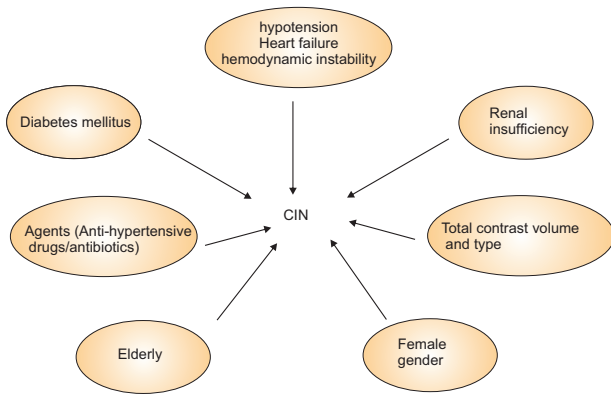 hypotension
Heart failure
hemodynamic instability
Diabetes mellitus
Renal
insufficiency
CIN
Agents (Anti-hypertensive
drugs/antibiotics)
Total contrast volume
and type
Elderly
Female
gender